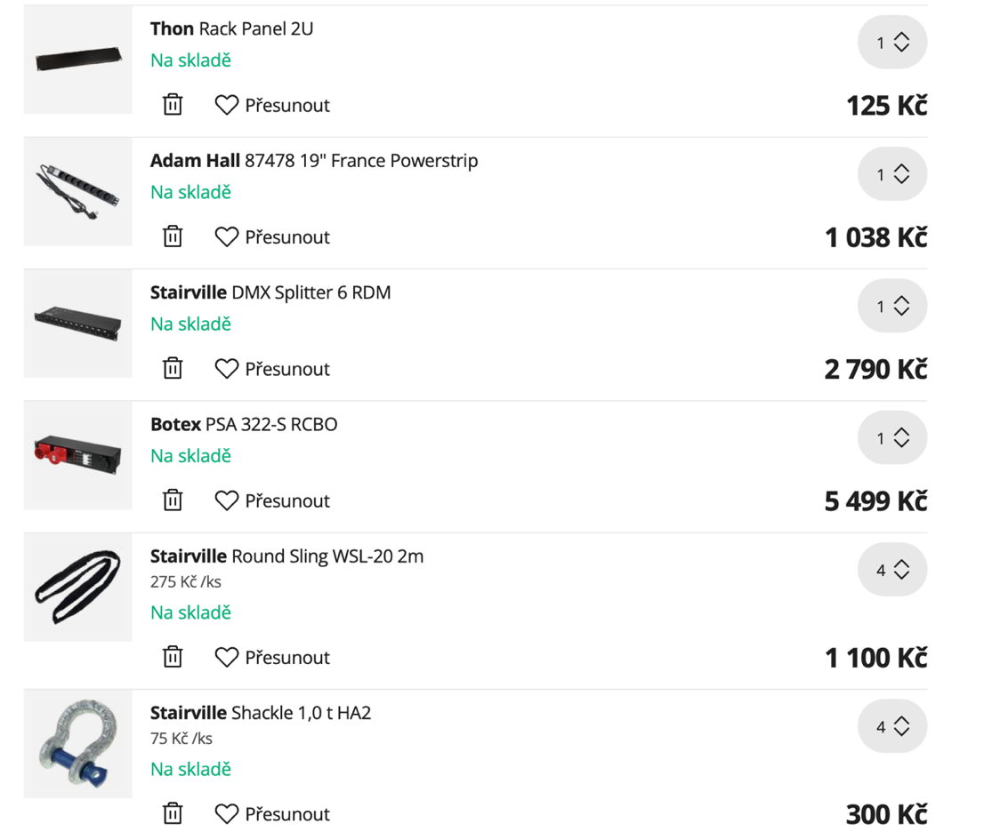 Thon Rack Panel 2U
1
Na skladě
Přesunout
125 Kč
Adam Hall 87478 19" France Powerstrip
1
Na skladě
Přesunout
1 038 Kč
Stairville DMX Splitter 6 RDM
1
Na skladě
Přesunout
2 790 Kč
Botex PSA 322-S RCBO
1
Na skladě
Přesunout
5 499 Kč
Stairville Round Sling WSL-20 2m
4
275 Kč /ks
Na skladě
Přesunout
1 100 Kč
Stairville Shackle 1,0 t HA2
4
75 Kč /ks
Na skladě
Přesunout
300 Kč